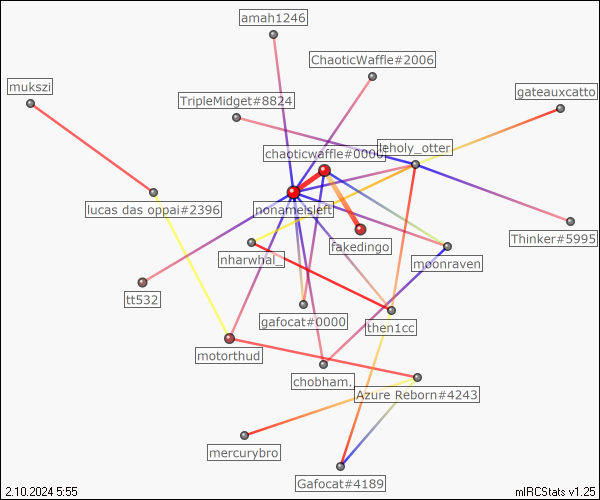 amah1246
ChaoticWaffle#2006
mukszi
gateauxcatto
TripleMidget#8824
leholy_otter
chaoticwaffle#0000
lucas das oppai#2396
nonameisleft
Thinker#5995
fakedingo
nharwhal_
moonraven
tt532
gafocat#0000
then1cc
motorthud
chobham.
Azure Reborn#4243
mercurybro
Gafocat#4189
2.10.2024 5:55
mIRCStats v1.25